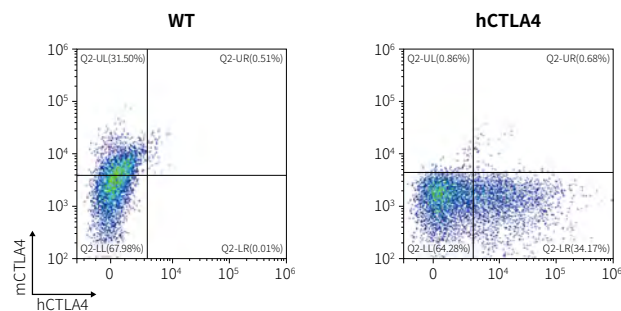 WT
hCTLA4
10⁶
Q2-UL(31.50%)
Q2-UR(0.51%)
10⁵
10⁴
10³
10²
Q2-LL(67.98%)
Q2-LR(0.01%)
0
10⁴
10⁵
10⁶
10⁶
Q2-UL(0.86%)
Q2-UR(0.68%)
10⁵
10⁴
10³
10²
Q2-LL(64.28%)
Q2-LR(34.17%)
0
10⁴
10⁵
10⁶
mCTLA4
hCTLA4